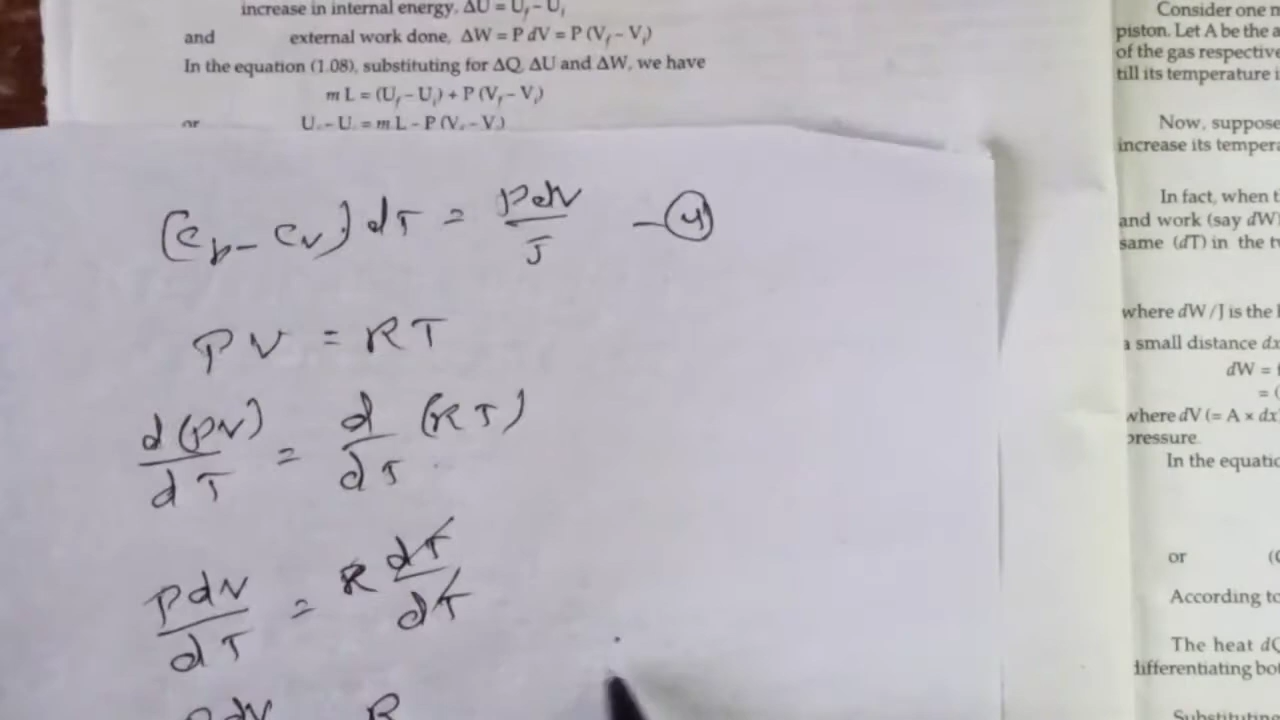 increase in internal energy, ΔU = U_f – U_i
and external work done, ΔW = P dV = P (V_f – V_i)
In the equation (1.08), substituting for ΔQ, ΔU and ΔW, we have
m L = (U_f – U_i) + P (V_f – V_i)
or U – U = m L – P (V – V)
(C_p – C_v) dT = PdV / J – (4)
PV = RT
d(PV) / dT = d / dT (RT)
PdV / dT = R dT / dT
PdV R
Consider one
piston. Let A be the a
of the gas respective
till its temperature i
Now, suppose
increase its tempera
In fact, when t
and work (say dW)
same (dT) in the tw
where dW/J is the
a small distance dx
dW =
= (
where dV (= A × dx
pressure.
In the equatio
or (C
According to
The heat dQ
differentiating bot
Substituting